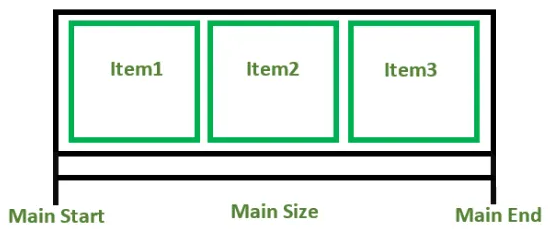 Item1 Item2 Item3
Main Start Main Size Main End